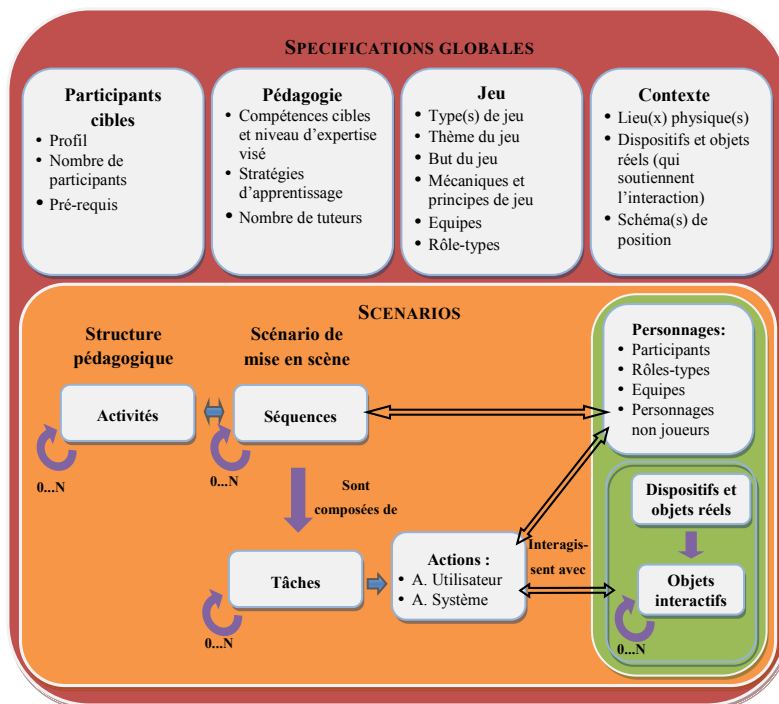 SPECIFICATIONS GLOBALES
Participants
cibles
• Profil
• Nombre de
participants
• Pré-requis
Pédagogie
• Compétences cibles
et niveau d'expertise
visé
• Stratégies
d'apprentissage
• Nombre de tuteurs
Jeu
• Type(s) de jeu
• Thème du jeu
• But du jeu
• Mécaniques et
principes de jeu
• Equipes
• Rôle-types
Contexte
• Lieu(x) physique(s)
• Dispositifs et objets
réels (qui
soutiennent
l'interaction)
• Schéma(s) de
position
SCENARIOS
Structure
pédagogique
Scénario de
mise en scène
Personnages:
• Participants
• Rôles-types
• Equipes
• Personnages
non joueurs
Activités
Séquences
0...N
0...N
Sont
composées de
Dispositifs et
objets réels
Tâches
Actions :
• A. Utilisateur
• A. Système
Interagis-
sent avec
Objets
interactifs
0...N
0...N